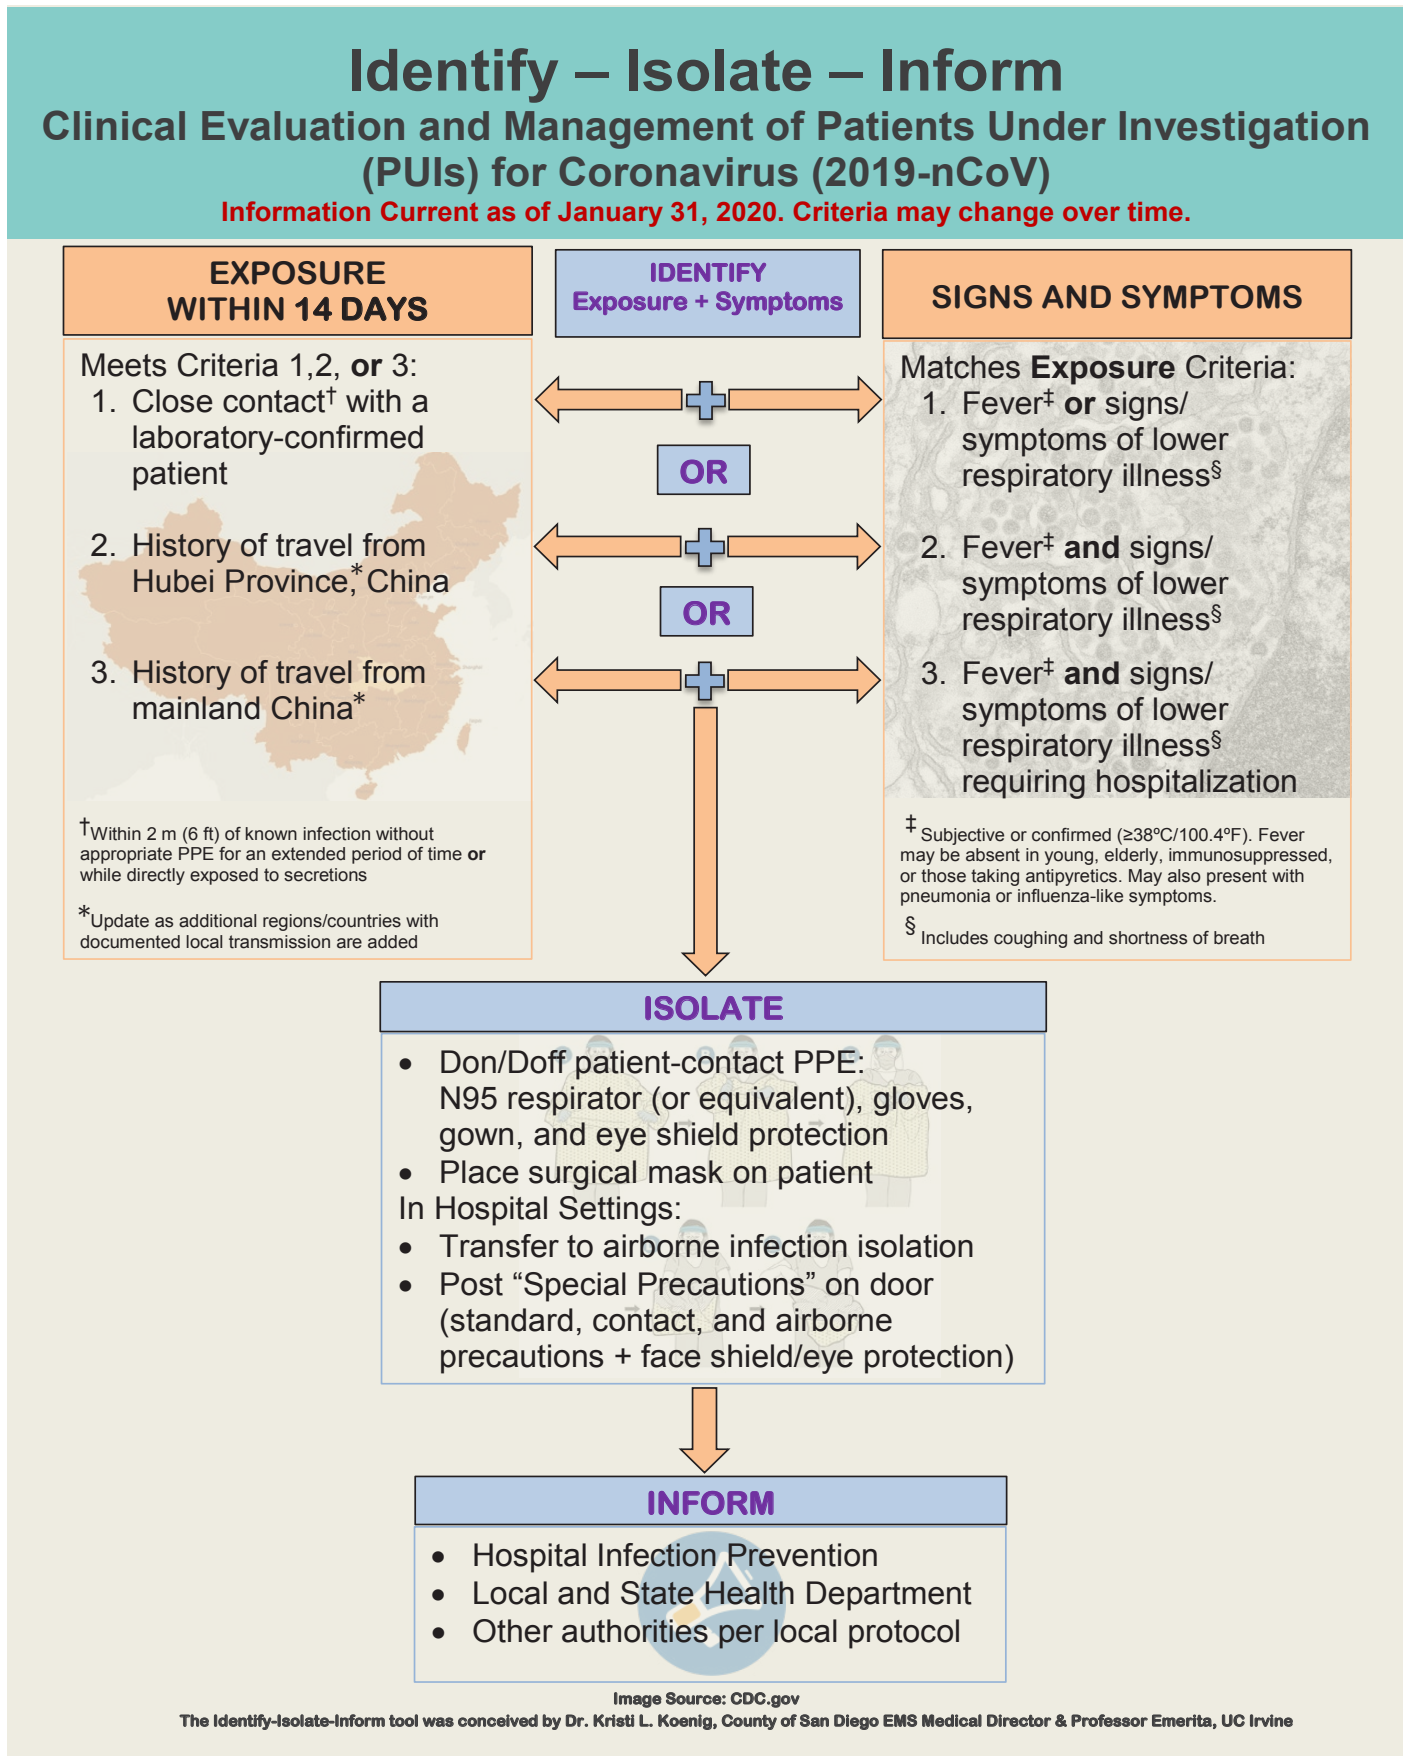 Identify – Isolate – Inform
Clinical Evaluation and Management of Patients Under Investigation
(PUIs) for Coronavirus (2019-nCoV)
Information Current as of January 31, 2020. Criteria may change over time.
EXPOSURE
WITHIN 14 DAYS
Meets Criteria 1,2, or 3:
1. Close contact† with a
laboratory-confirmed
patient
2. History of travel from
Hubei Province,* China
3. History of travel from
mainland China*
†Within 2 m (6 ft) of known infection without
appropriate PPE for an extended period of time or
while directly exposed to secretions
*Update as additional regions/countries with
documented local transmission are added
IDENTIFY
Exposure + Symptoms
OR
OR
SIGNS AND SYMPTOMS
Matches Exposure Criteria:
1. Fever‡ or signs/
symptoms of lower
respiratory illness§
2. Fever‡ and signs/
symptoms of lower
respiratory illness§
3. Fever‡ and signs/
symptoms of lower
respiratory illness§
requiring hospitalization
‡ Subjective or confirmed (≥38ºC/100.4ºF). Fever
may be absent in young, elderly, immunosuppressed,
or those taking antipyretics. May also present with
pneumonia or influenza-like symptoms.
§ Includes coughing and shortness of breath
ISOLATE
• Don/Doff patient-contact PPE:
N95 respirator (or equivalent), gloves,
gown, and eye shield protection
• Place surgical mask on patient
In Hospital Settings:
• Transfer to airborne infection isolation
• Post “Special Precautions” on door
(standard, contact, and airborne
precautions + face shield/eye protection)
INFORM
• Hospital Infection Prevention
• Local and State Health Department
• Other authorities per local protocol
Image Source: CDC.gov
The Identify-Isolate-Inform tool was conceived by Dr. Kristi L. Koenig, County of San Diego EMS Medical Director & Professor Emerita, UC Irvine